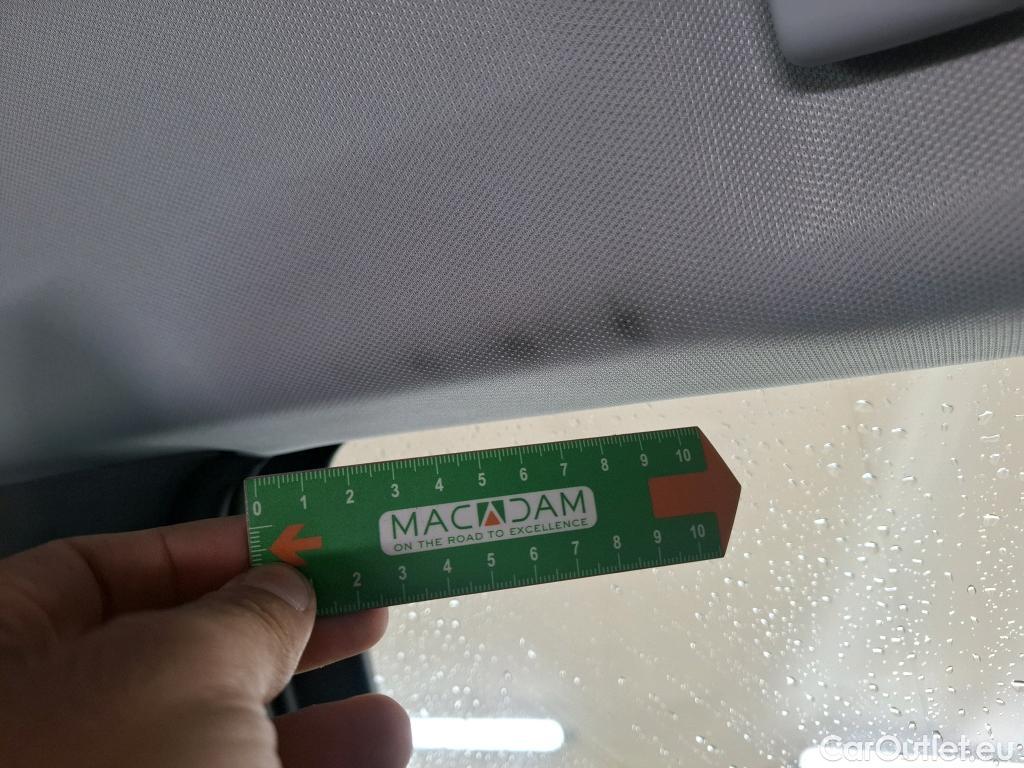 0 1 2 3 4 5 6 7 8 9 10
MACADAM
ON THE ROAD TO EXCELLENCE
2 3 4 5 6 7 8 9 10
CarOutlet.eu